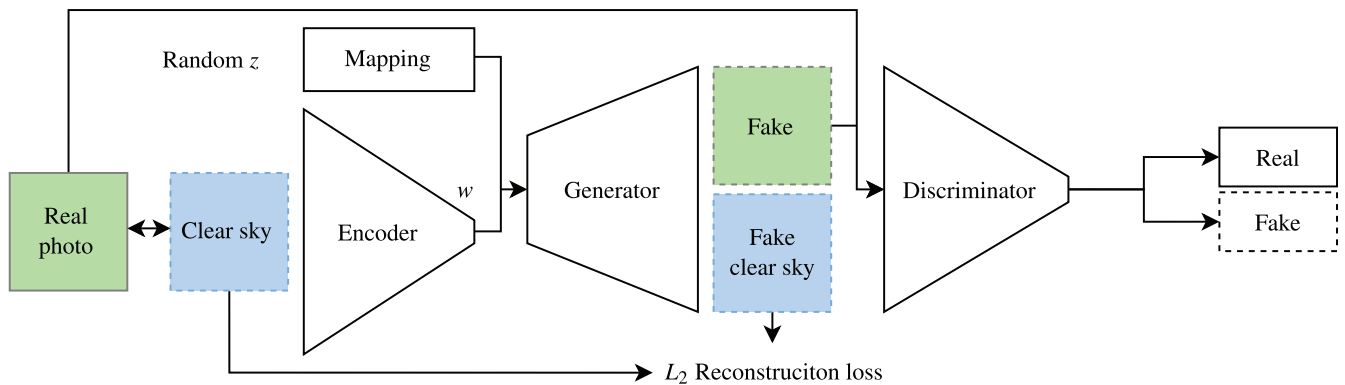 Random z
Mapping
Real
photo
Clear sky
Encoder
w
Generator
Fake
Fake
clear sky
Discriminator
Real
Fake
L₂ Reconstruciton loss